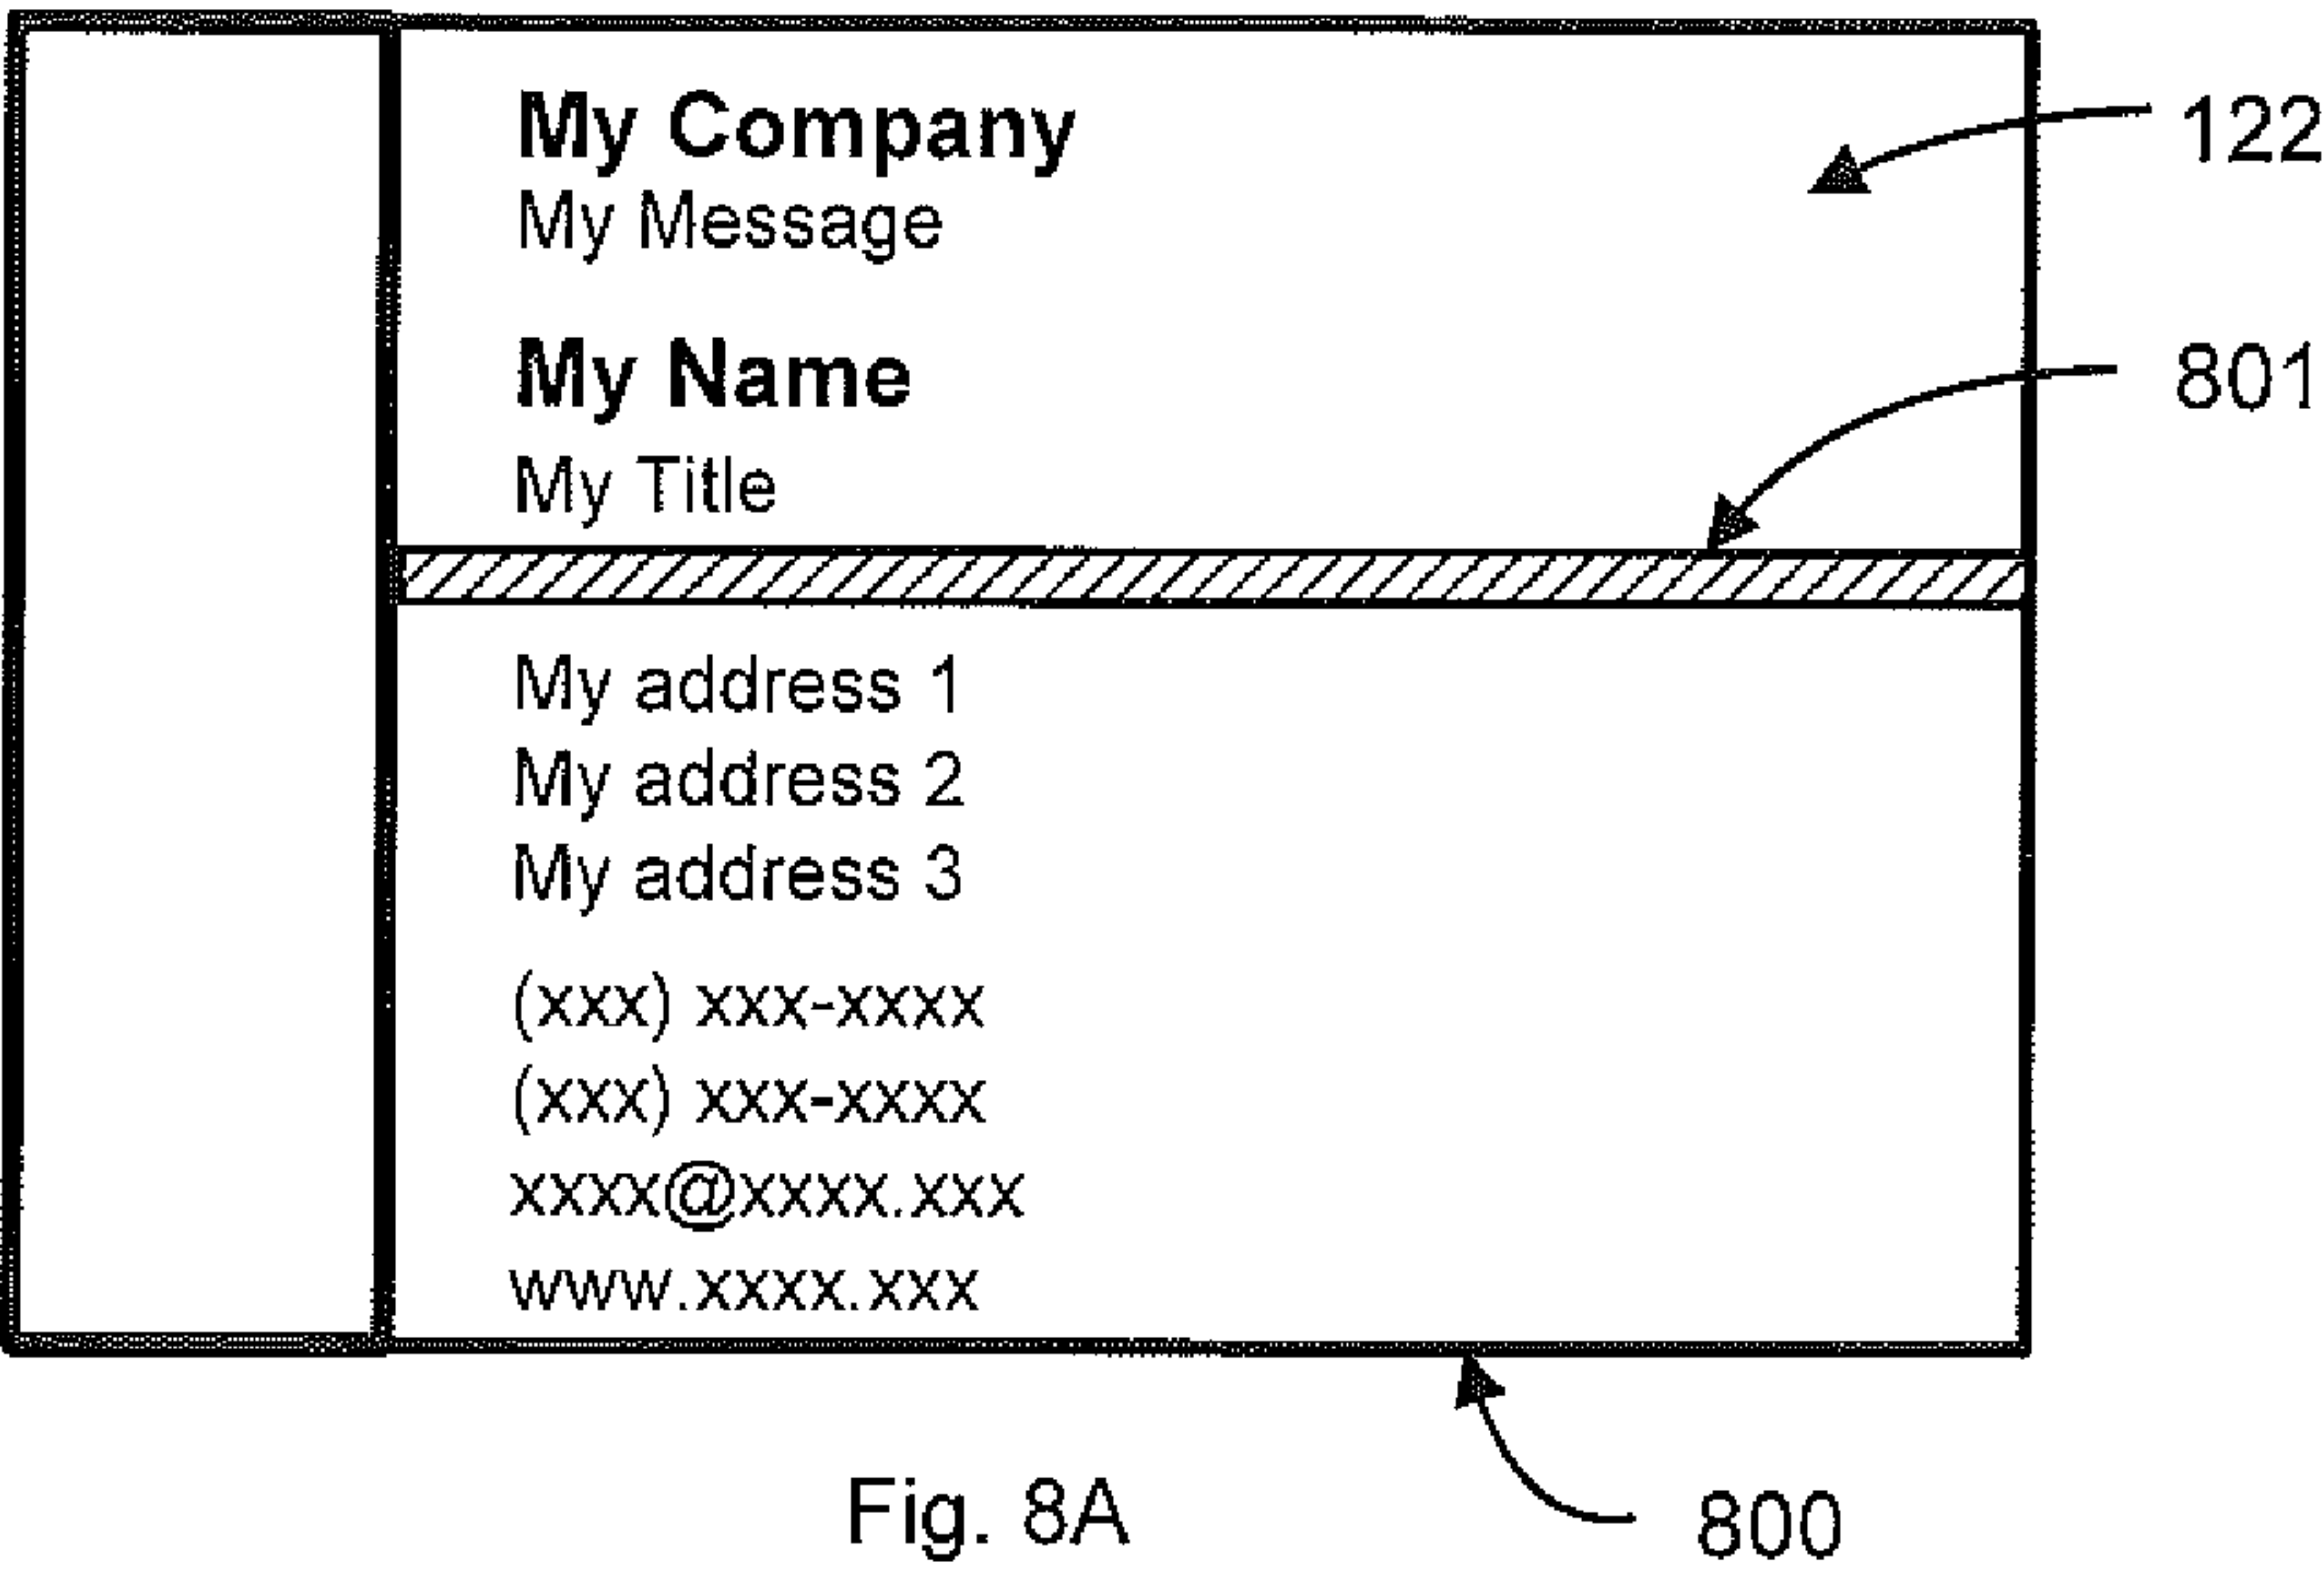 My Company
122
My Message
My Name
801
My Title
My address 1
My address 2
My address 3
(xxx) xxx-xxxx
(xxx) xxx-xxxx
xxxx@xxxx.xxx
www.xxxx.xxx
Fig. 8A
800